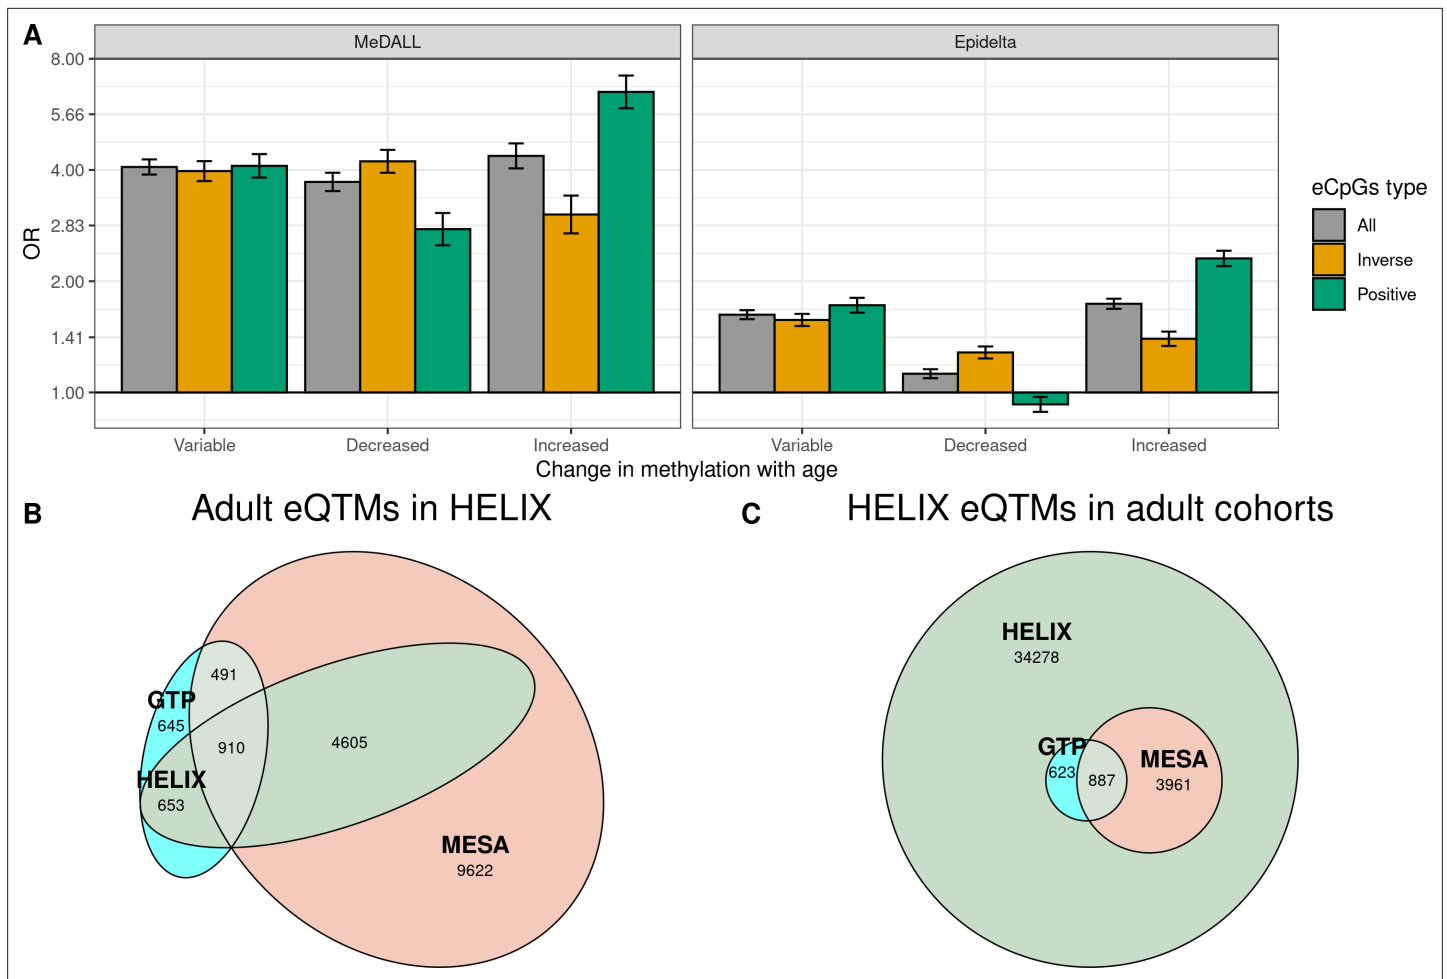 A
MeDALL
Epidelta
8.00
5.66
4.00
2.83
2.00
1.41
1.00
OR
Variable
Decreased
Increased
Variable
Decreased
Increased
Change in methylation with age
eCpGs type
All
Inverse
Positive
B
Adult eQTMs in HELIX
491
GTP
645
910
4605
HELIX
653
MESA
9622
C
HELIX eQTMs in adult cohorts
HELIX
34278
GTP
623
887
MESA
3961